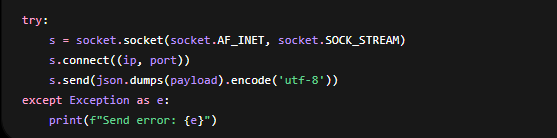 try:
    s = socket.socket(socket.AF_INET, socket.SOCK_STREAM)
    s.connect((ip, port))
    s.send(json.dumps(payload).encode('utf-8'))
except Exception as e:
    print(f"Send error: {e}")